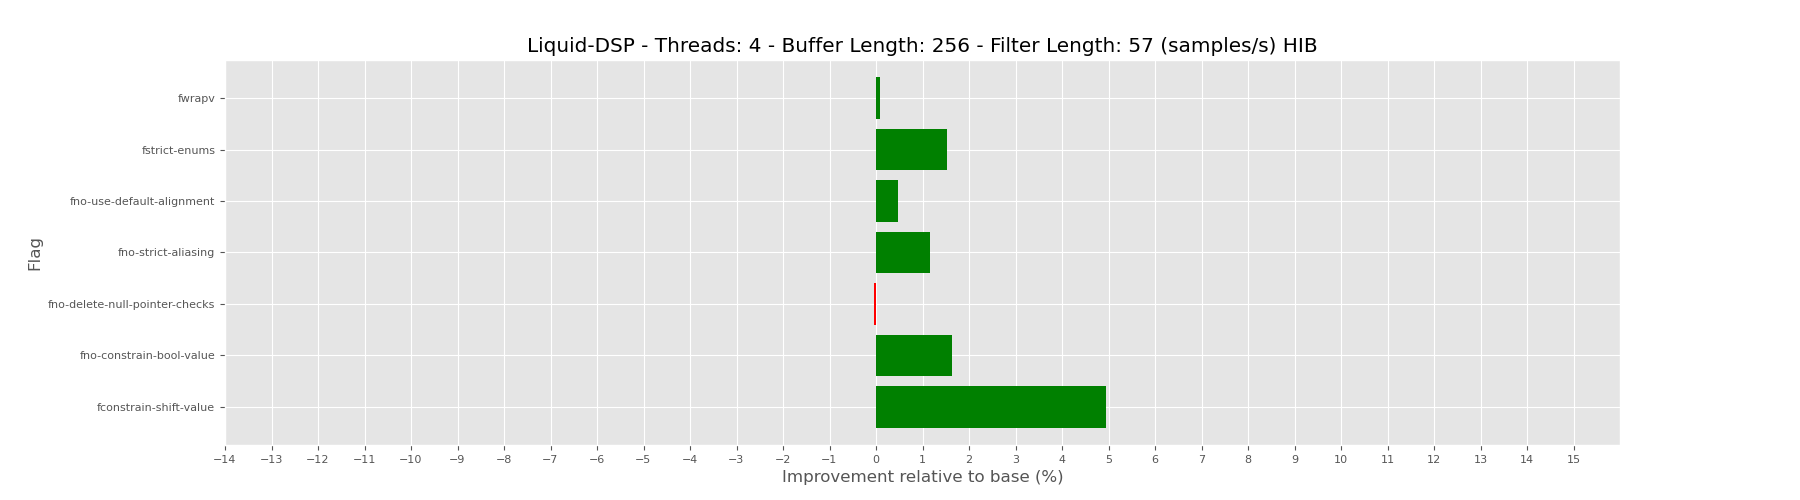 Liquid-DSP - Threads: 4 - Buffer Length: 256 - Filter Length: 57 (samples/s) HIB
Flag
fwrapv
fstrict-enums
fno-use-default-alignment
fno-strict-aliasing
fno-delete-null-pointer-checks
fno-constrain-bool-value
fconstrain-shift-value
−14 −13 −12 −11 −10 −9 −8 −7 −6 −5 −4 −3 −2 −1 0 1 2 3 4 5 6 7 8 9 10 11 12 13 14 15
Improvement relative to base (%)